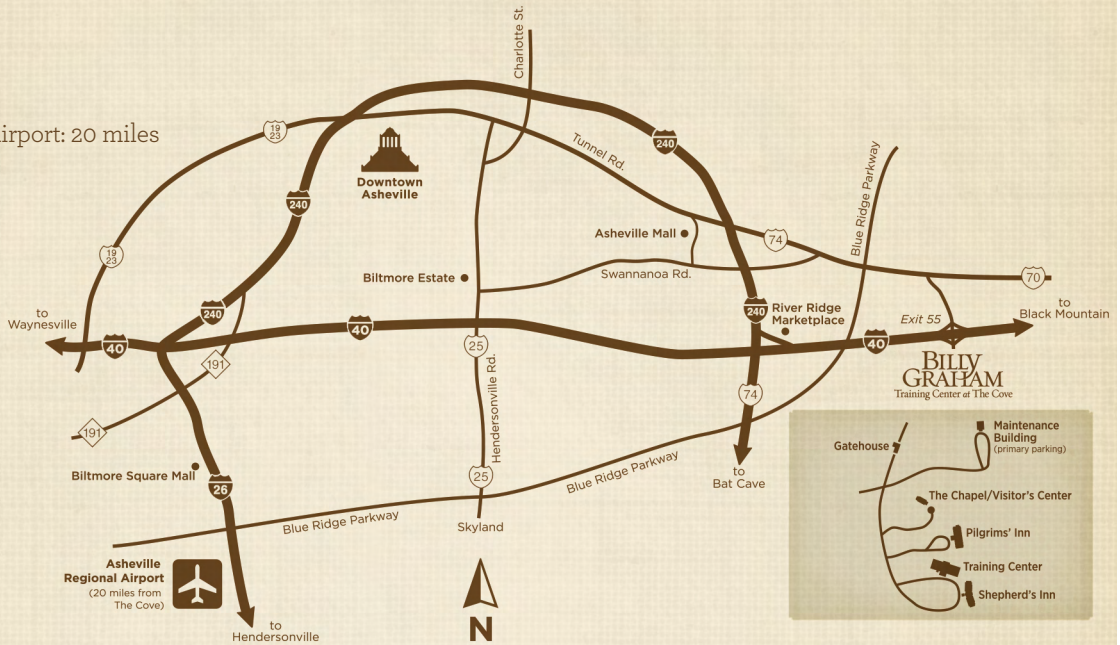 Charlotte St.
irport: 20 miles
19
23
240
Tunnel Rd.
Blue Ridge Parkway
Downtown
Asheville
240
Asheville Mall
74
19
23
Biltmore Estate
Swannanoa Rd.
70
to
Waynesville
240
240
River Ridge
Marketplace
to
Black Mountain
Exit 55
40
40
40
25
191
BILLY
GRAHAM
Training Center at The Cove
191
Hendersonville Rd.
74
Biltmore Square Mall
26
25
Blue Ridge Parkway
to
Bat Cave
Blue Ridge Parkway
Skyland
Asheville
Regional Airport
(20 miles from
The Cove)
to
Hendersonville
N
Gatehouse
Maintenance
Building
(primary parking)
The Chapel/Visitor's Center
Pilgrims' Inn
Training Center
Shepherd's Inn